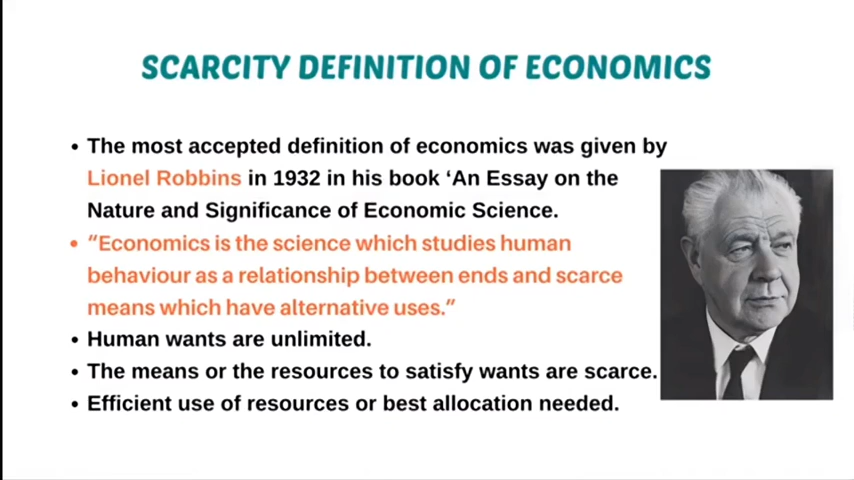 SCARCITY DEFINITION OF ECONOMICS
• The most accepted definition of economics was given by
Lionel Robbins in 1932 in his book ‘An Essay on the
Nature and Significance of Economic Science.
• “Economics is the science which studies human
behaviour as a relationship between ends and scarce
means which have alternative uses.”
• Human wants are unlimited.
• The means or the resources to satisfy wants are scarce.
• Efficient use of resources or best allocation needed.